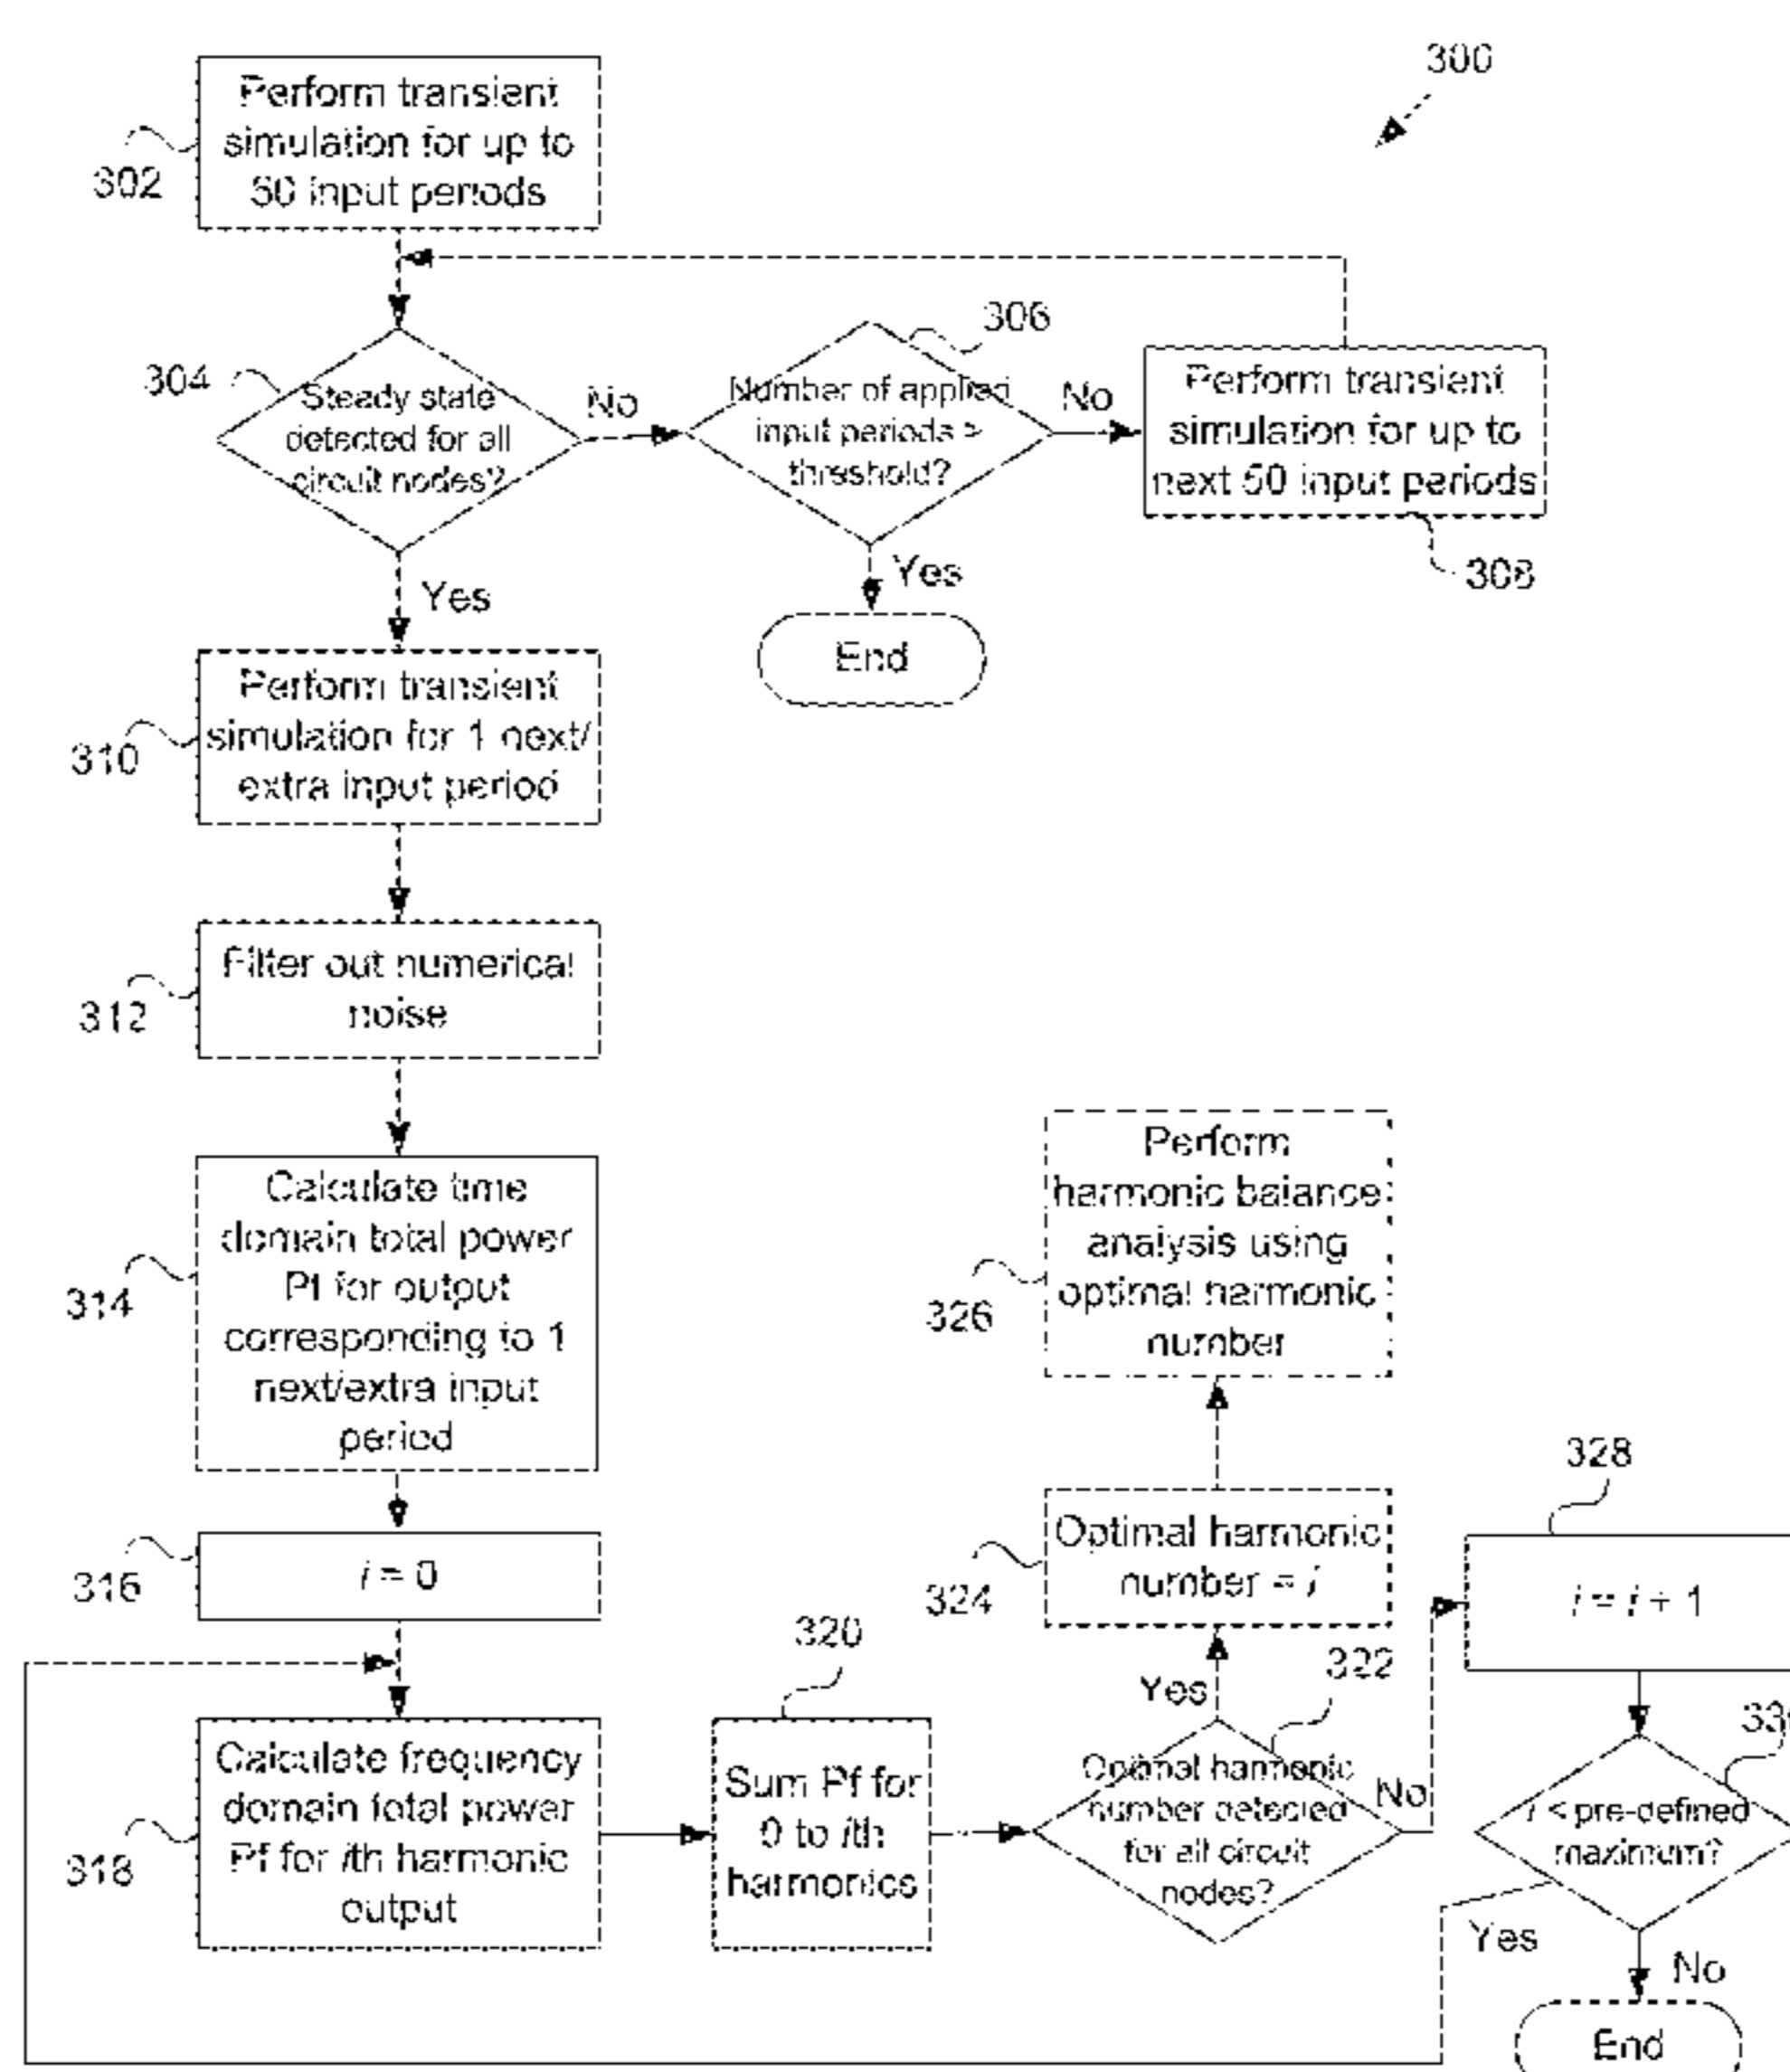 300
Perform transient
simulation for up to
50 input periods
302
304
Steady state
detected for all
circuit nodes?
No
306
Number of applied
input periods >
threshold?
No
Perform transient
simulation for up to
next 50 input periods
308
Yes
Yes
End
Perform transient
simulation for 1 next/
extra input period
310
Filter out numerical
noise
312
Calculate time
domain total power
Pt for output
corresponding to 1
next/extra input
period
314
Perform
harmonic balance
analysis using
optimal harmonic
number
326
i = 0
316
Optimal harmonic
number = i
324
328
i = i + 1
320
322
Yes
Calculate frequency
domain total power
Pf for ith harmonic
output
318
Sum Pf for
0 to ith
harmonics
Optimal harmonic
number detected
for all circuit
nodes?
No
i < pre-defined
maximum?
Yes
No
End